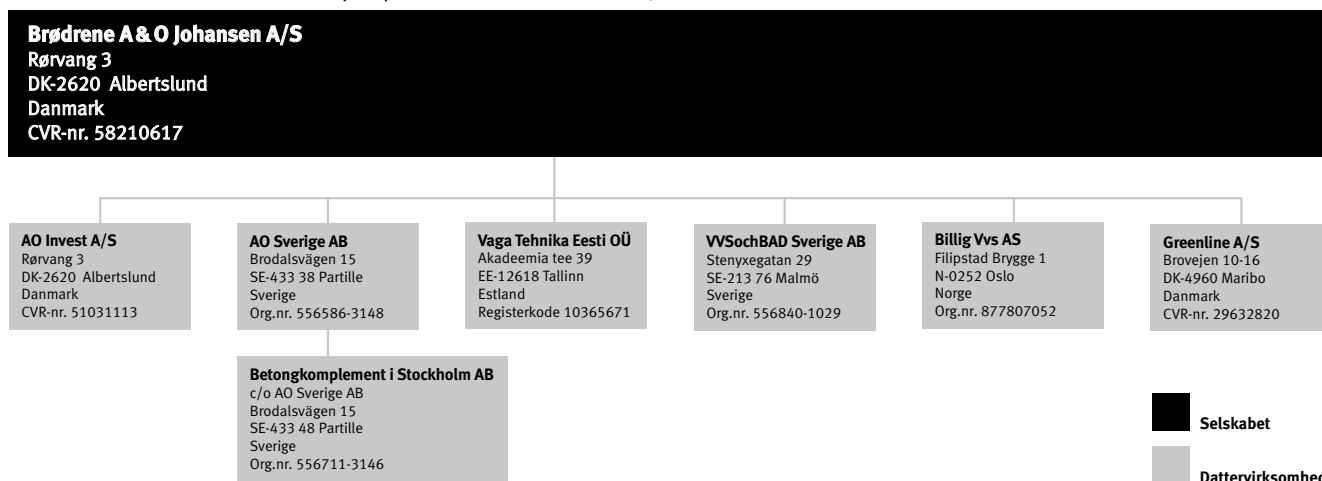 Brødrene A & O Johansen A/S
Rørvang 3
DK-2620 Albertslund
Danmark
CVR-nr. 58210617
AO Invest A/S
Rørvang 3
DK-2620 Albertslund
Danmark
CVR-nr. 51031113
AO Sverige AB
Brodalsvägen 15
SE-433 38 Partille
Sverige
Org.nr. 556586-3148
Vaga Tehnika Eesti OÜ
Akadeemia tee 39
EE-12618 Tallinn
Estland
Registerkode 10365671
VVSochBAD Sverige AB
Stenyxegatan 29
SE-213 76 Malmö
Sverige
Org.nr. 556840-1029
Billig Vvs AS
Filipstad Brygge 1
N-0252 Oslo
Norge
Org.nr. 877807052
Greenline A/S
Brovejen 10-16
DK-4960 Maribo
Danmark
CVR-nr. 29632820
Betongkomplement i Stockholm AB
c/o AO Sverige AB
Brodalsvägen 15
SE-433 48 Partille
Sverige
Org.nr. 556711-3146
Selskabet